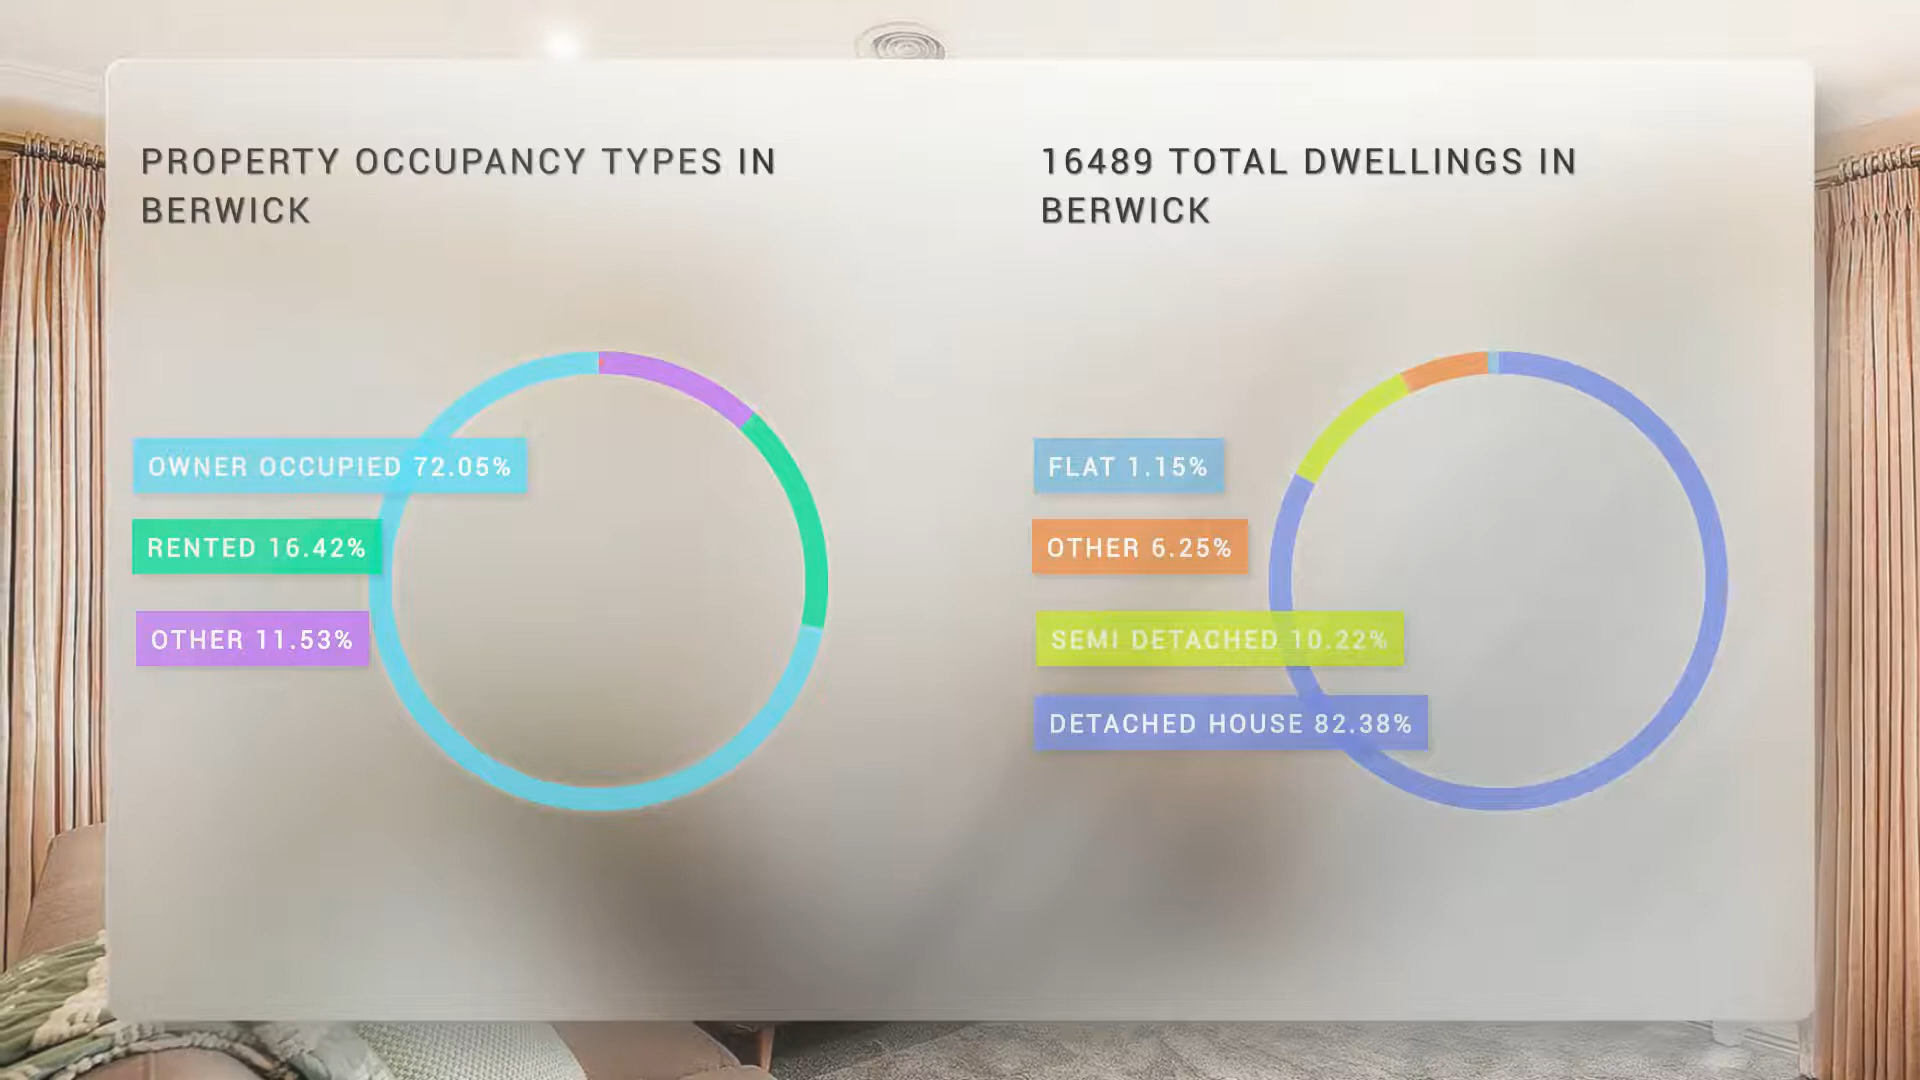 PROPERTY OCCUPANCY TYPES IN
BERWICK
OWNER OCCUPIED 72.05%
RENTED 16.42%
OTHER 11.53%
16489 TOTAL DWELLINGS IN
BERWICK
FLAT 1.15%
OTHER 6.25%
SEMI DETACHED 10.22%
DETACHED HOUSE 82.38%